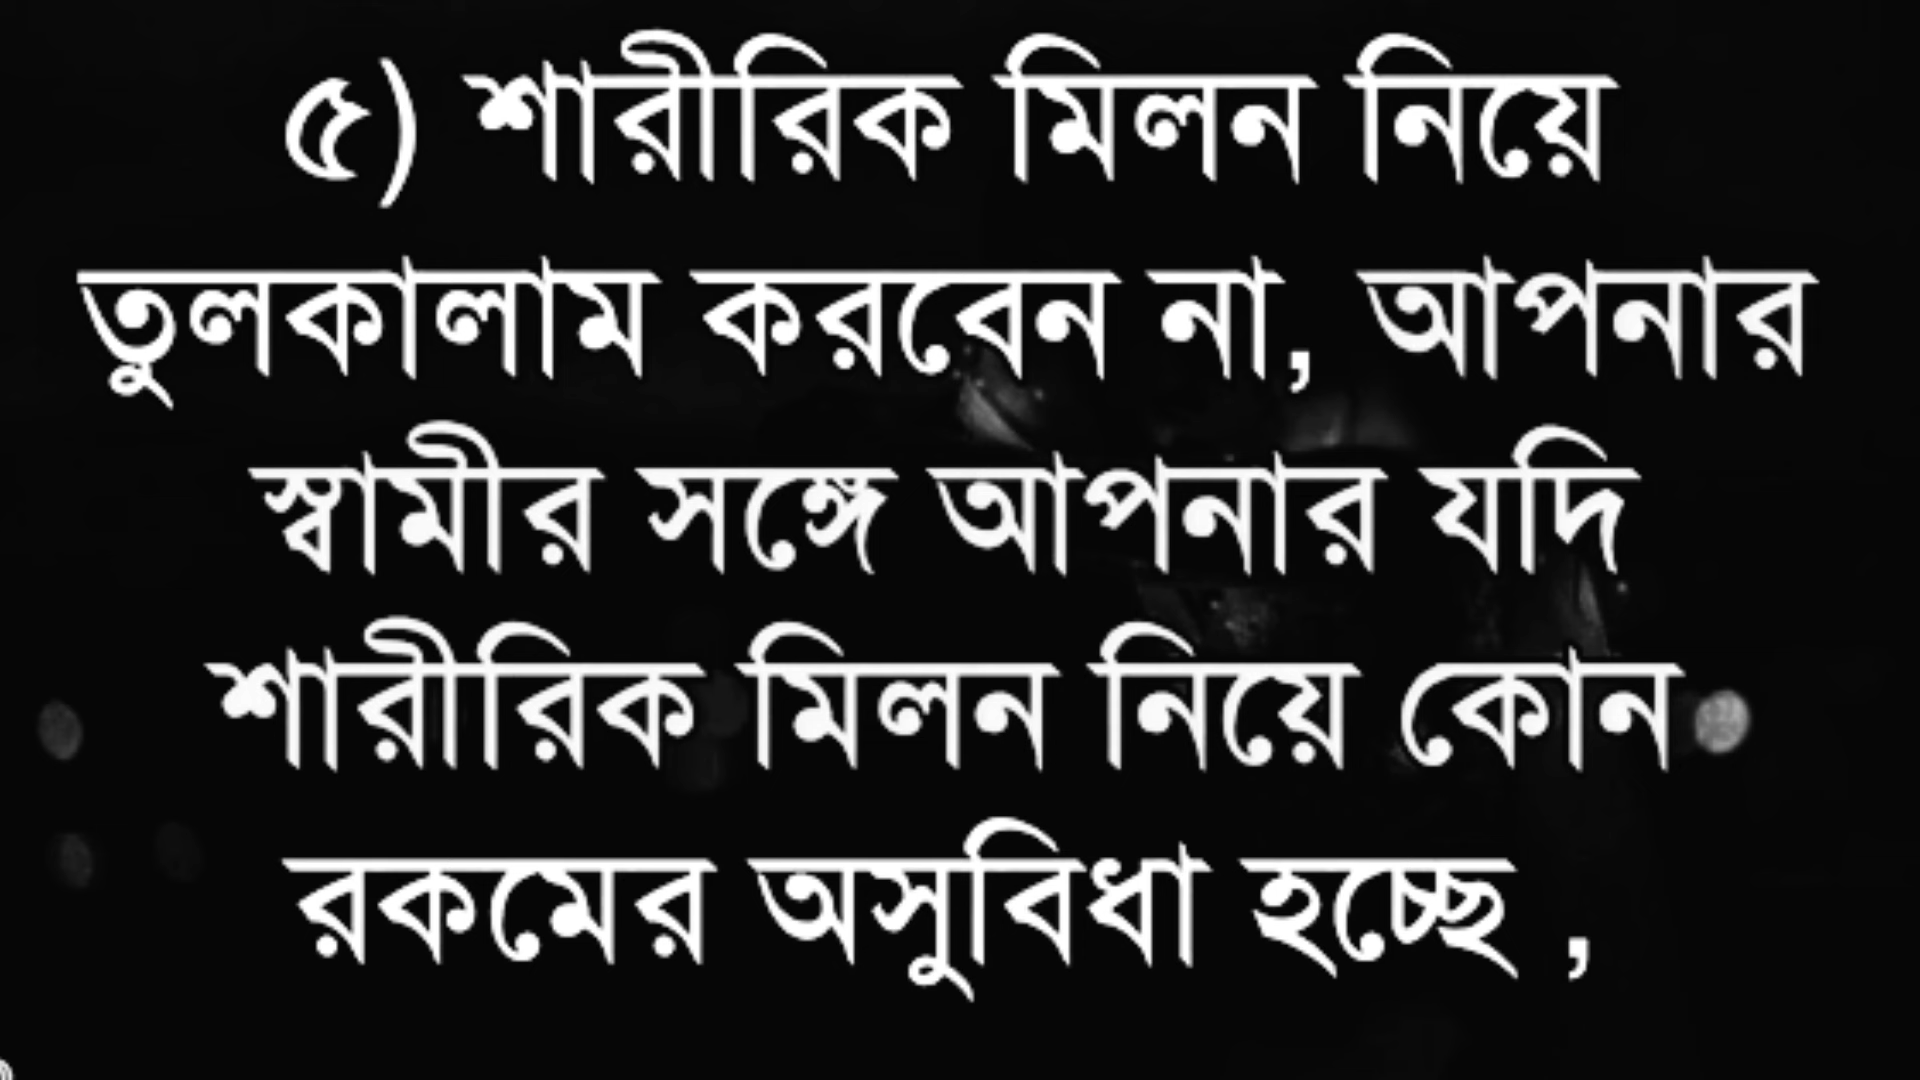 ৫) শারীরিক মিলন নিয়ে
তুলকালাম করবেন না, আপনার
স্বামীর সঙ্গে আপনার যদি
শারীরিক মিলন নিয়ে কোন
রকমের অসুবিধা হচ্ছে ,